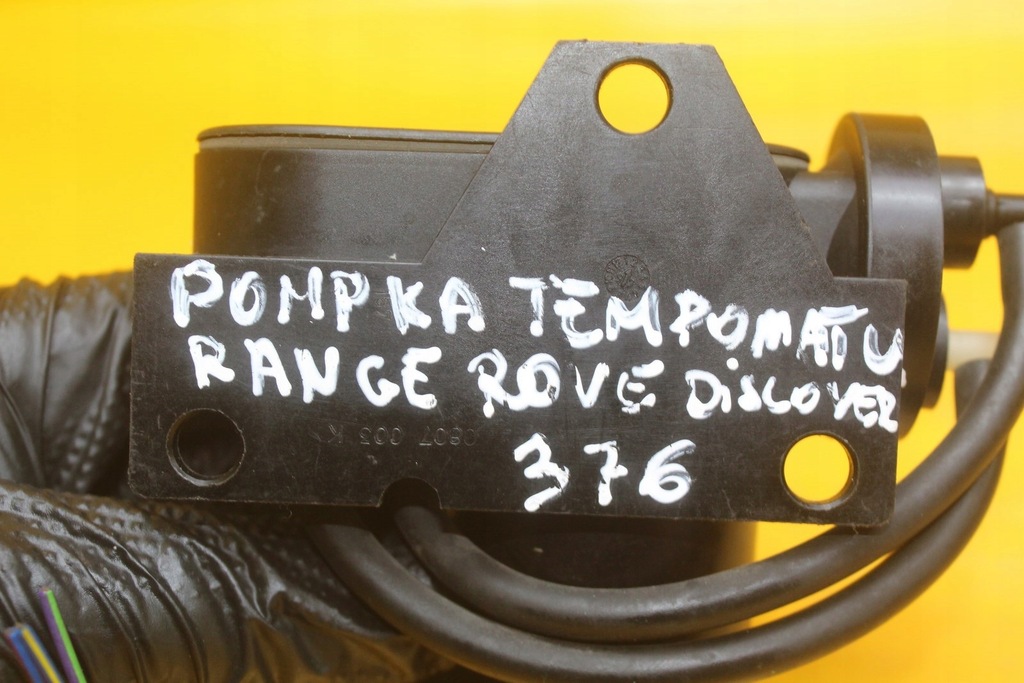 POMPKA TEMPOMATU
RANGE ROVE DiSCOVER
376